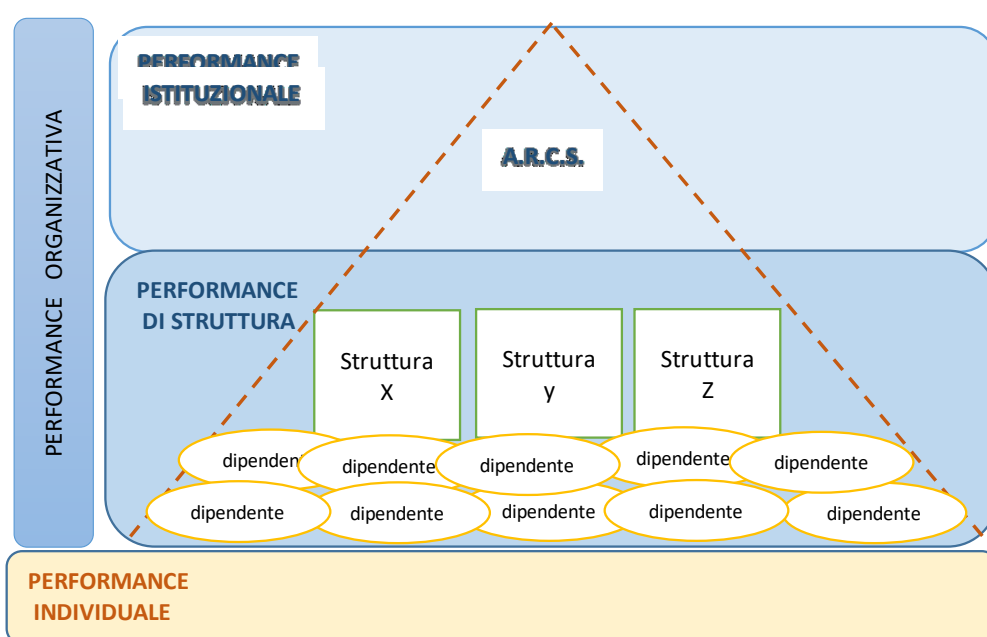 PERFORMANCE ORGANIZZATIVA
PERFORMANCE
ISTITUZIONALE
A.R.C.S.
PERFORMANCE
DI STRUTTURA
Struttura
X
Struttura
y
Struttura
Z
dipendent
dipendente
dipendente
dipendente
dipendente
dipendente
dipendente
dipendente
dipendente
dipendente
PERFORMANCE
INDIVIDUALE